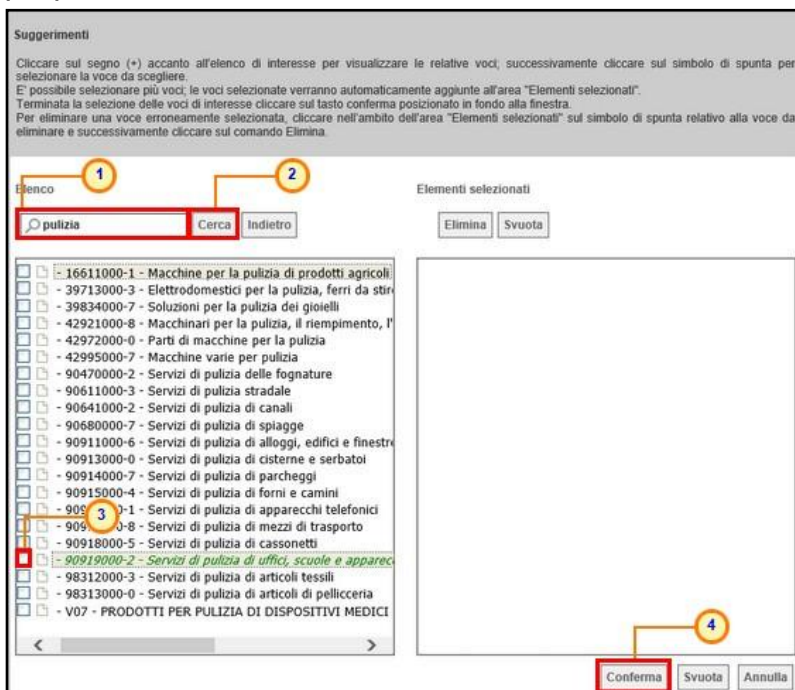 Suggerimenti
Cliccare sul segno (+) accanto all'elenco di interesse per visualizzare le relative voci; successivamente cliccare sul simbolo di spunta per
selezionare la voce da scegliere.
E' possibile selezionare più voci; le voci selezionate verranno automaticamente aggiunte all'area "Elementi selezionati".
Terminata la selezione delle voci di interesse cliccare sul tasto conferma posizionato in fondo alla finestra.
Per eliminare una voce erroneamente selezionata, cliccare nell'ambito dell'area "Elementi selezionati" sul simbolo di spunta relativo alla voce da
eliminare e successivamente cliccare sul comando Elimina.
1 2
Elenco Elementi selezionati
pulizia Cerca Indietro Elimina Svuota
- 16611000-1 - Macchine per la pulizia di prodotti agricoli
- 39713000-3 - Elettrodomestici per la pulizia, ferri da stir
- 39834000-7 - Soluzioni per la pulizia dei gioielli
- 42921000-8 - Macchinari per la pulizia, il riempimento, l'
- 42972000-0 - Parti di macchine per la pulizia
- 42995000-7 - Macchine varie per pulizia
- 90470000-2 - Servizi di pulizia delle fognature
- 90611000-3 - Servizi di pulizia stradale
- 90641000-2 - Servizi di pulizia di canali
- 90680000-7 - Servizi di pulizia di spiagge
- 90911000-6 - Servizi di pulizia di alloggi, edifici e finestre
- 90913000-0 - Servizi di pulizia di cisterne e serbatoi
- 90914000-7 - Servizi di pulizia di parcheggi
- 90915000-4 - Servizi di pulizia di forni e camini
- 909 -1 - Servizi di pulizia di apparecchi telefonici
3
- 909 0-8 - Servizi di pulizia di mezzi di trasporto
- 90918000-5 - Servizi di pulizia di cassonetti
- 90919000-2 - Servizi di pulizia di uffici, scuole e apparec
- 98312000-3 - Servizi di pulizia di articoli tessili
- 98313000-0 - Servizi di pulizia di articoli di pellicceria
- V07 - PRODOTTI PER PULIZIA DI DISPOSITIVI MEDICI
4
Conferma Svuota Annulla